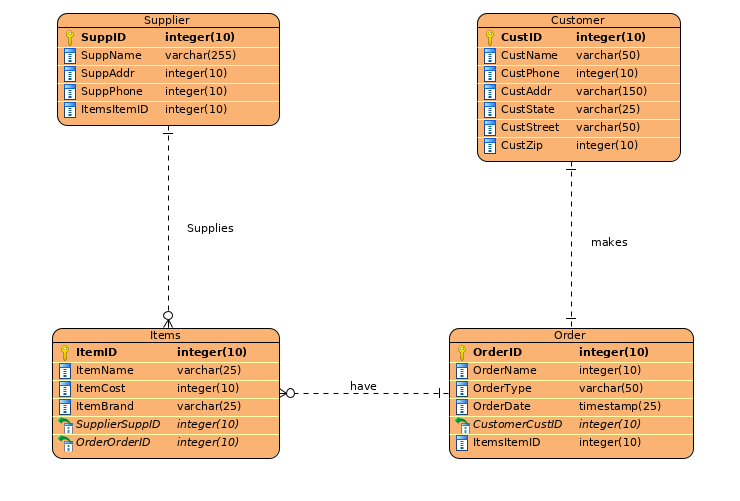 Supplier
SuppID integer(10)
SuppName varchar(255)
SuppAddr integer(10)
SuppPhone integer(10)
ItemsItemID integer(10)
Customer
CustID integer(10)
CustName varchar(50)
CustPhone integer(10)
CustAddr varchar(150)
CustState varchar(25)
CustStreet varchar(50)
CustZip integer(10)
Supplies
makes
Items
ItemID integer(10)
ItemName varchar(25)
ItemCost integer(10)
ItemBrand varchar(25)
SupplierSuppID integer(10)
OrderOrderID integer(10)
have
Order
OrderID integer(10)
OrderName integer(10)
OrderType varchar(50)
OrderDate timestamp(25)
CustomerCustID integer(10)
ItemsItemID integer(10)